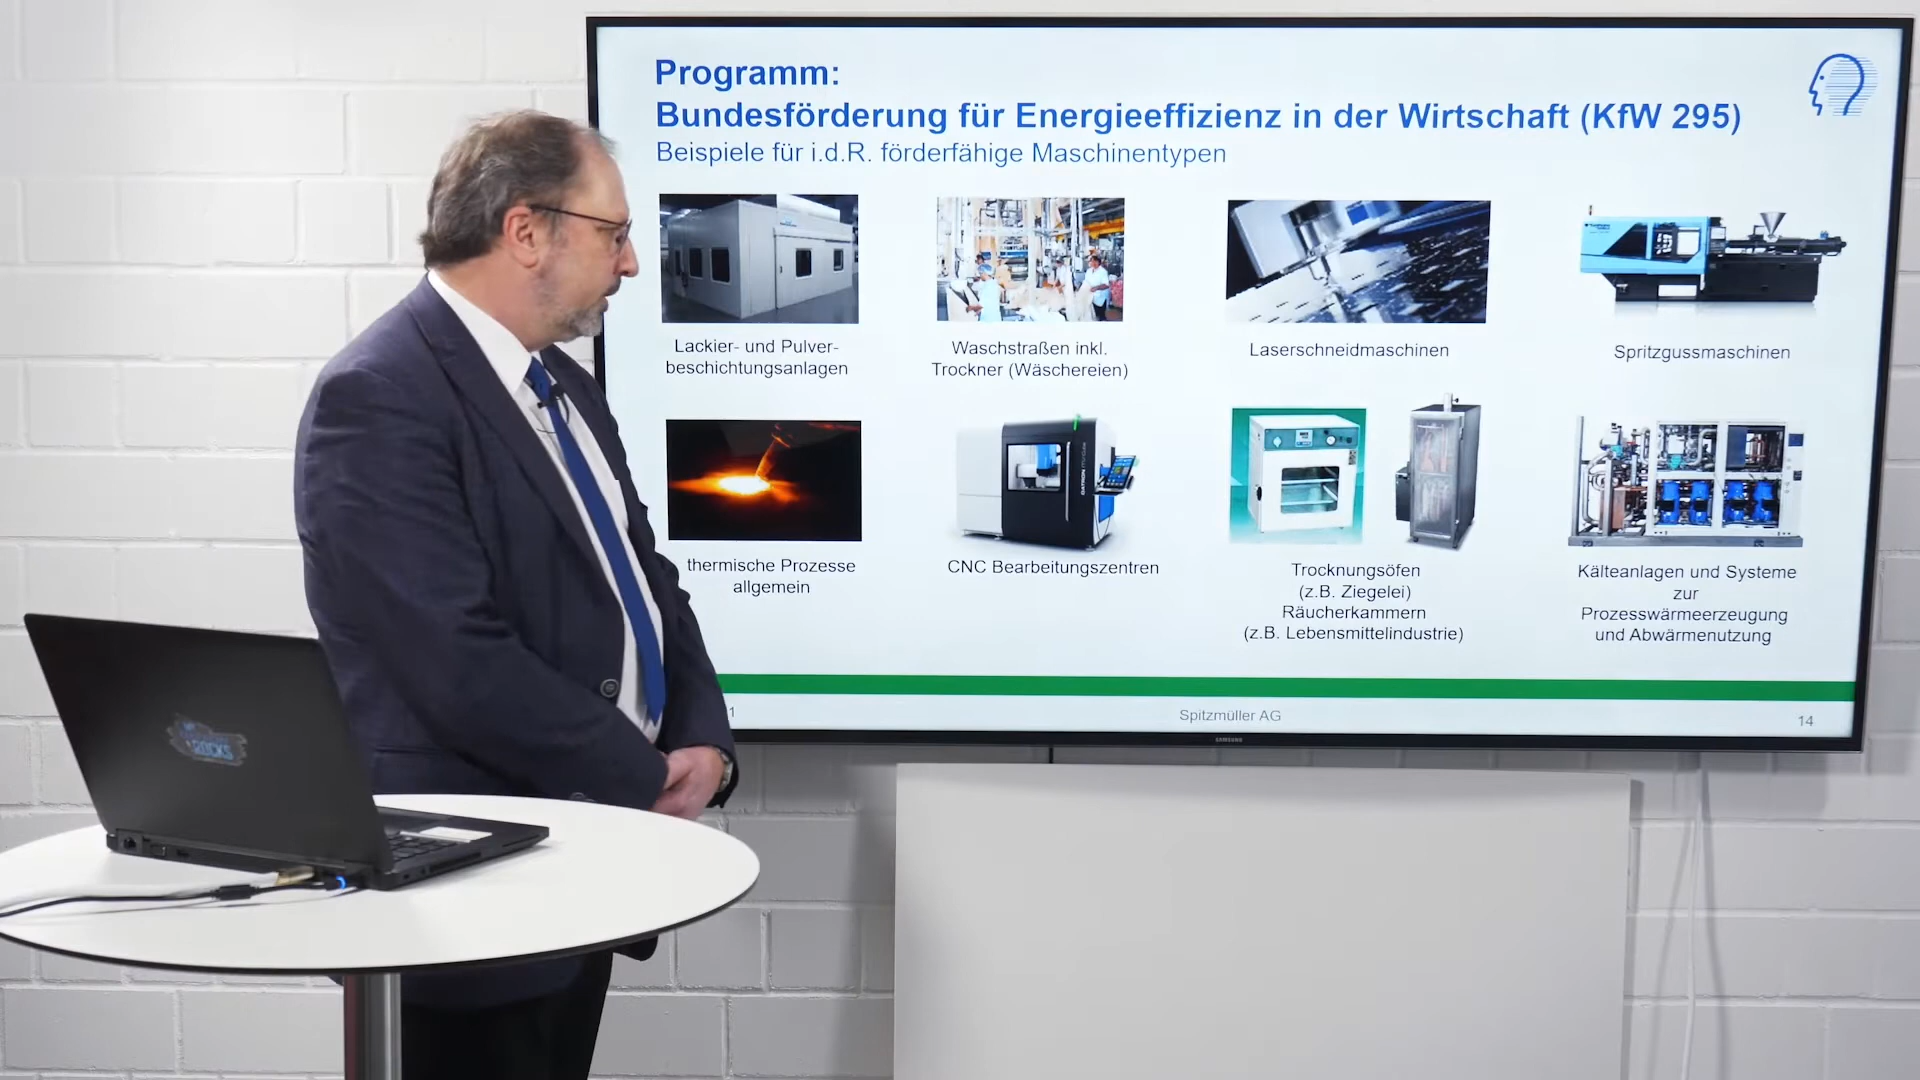 Programm:
Bundesförderung für Energieeffizienz in der Wirtschaft (KfW 295)
Beispiele für i.d.R. förderfähige Maschinentypen
Lackier- und Pulver-
beschichtungsanlagen
Waschstraßen inkl.
Trockner (Wäschereien)
Laserschneidmaschinen
Spritzgussmaschinen
thermische Prozesse
allgemein
CNC Bearbeitungszentren
Trocknungsöfen
(z.B. Ziegelei)
Räucherkammern
(z.B. Lebensmittelindustrie)
Kälteanlagen und Systeme
zur
Prozesswärmeerzeugung
und Abwärmenutzung
1
Spitzmüller AG
14
SAMSUNG
ROCKS